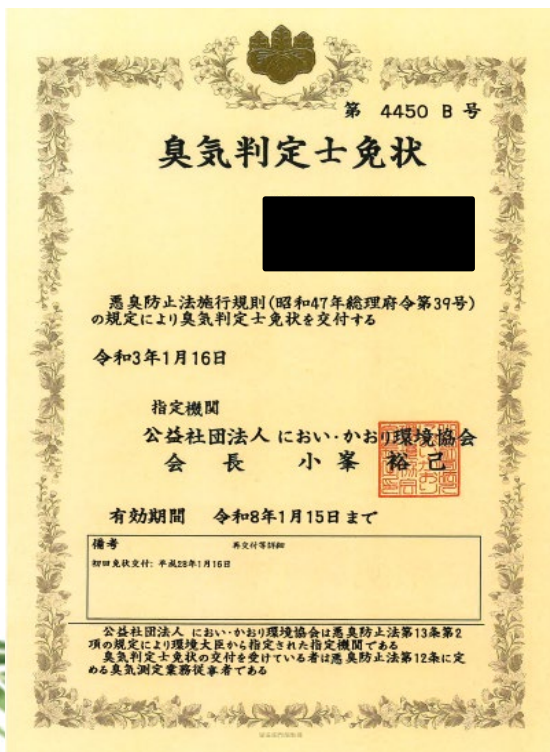 第 4450 B 号
臭気判定士免状
悪臭防止法施行規則(昭和47年総理府令第39号)
の規定により臭気判定士免状を交付する
令和3年1月16日
指定機関
公益社団法人 におい・かおり環境協会
会 長 小 峯 裕 己
有効期間 令和8年1月15日まで
備考 再交付等詳細
初回免状交付: 平成28年1月16日
公益社団法人 におい・かおり環境協会は悪臭防止法第13条第2
項の規定により環境大臣から指定された指定機関である
臭気判定士免状の交付を受けている者は悪臭防止法第12条に定
める臭気測定業務従事者である